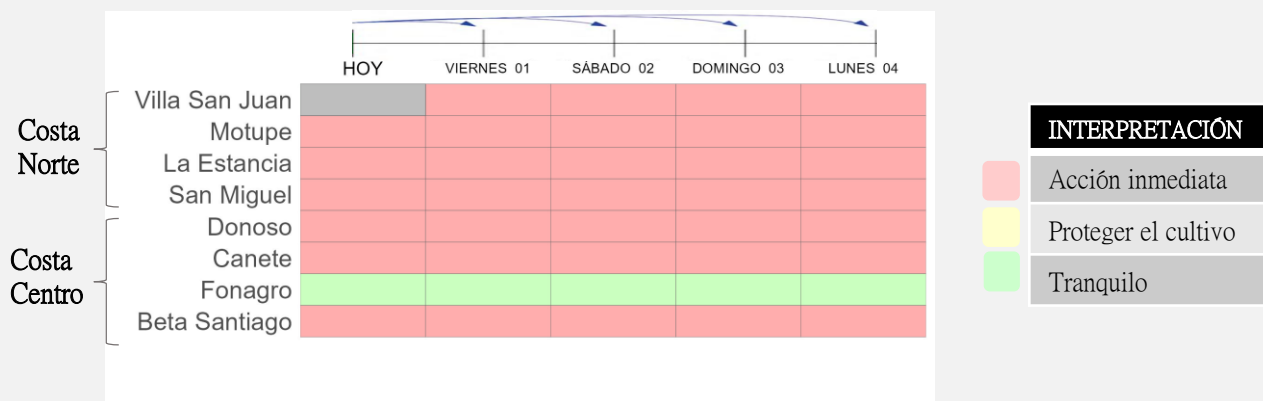 HOY VIERNES 01 SÁBADO 02 DOMINGO 03 LUNES 04
Costa
Norte
Villa San Juan
Motupe
La Estancia
San Miguel
Costa
Centro
Donoso
Canete
Fonagro
Beta Santiago
INTERPRETACIÓN
Acción inmediata
Proteger el cultivo
Tranquilo